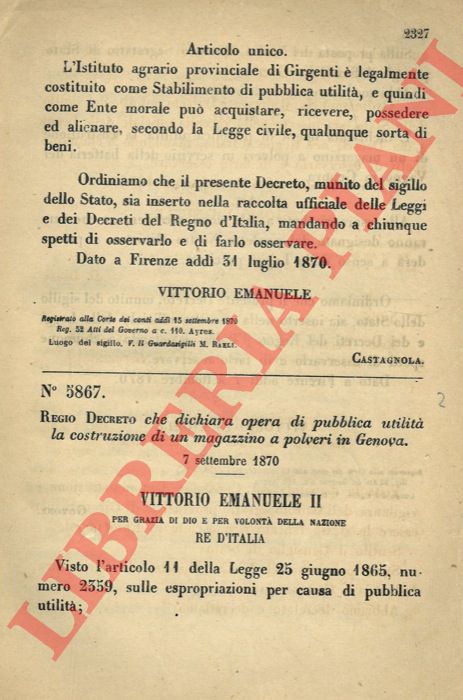 2327
Articolo unico.
L'Istituto agrario provinciale di Girgenti è legalmente
costituito come Stabilimento di pubblica utilità, e quindi
come Ente morale può acquistare, ricevere, possedere
ed alienare, secondo la Legge civile, qualunque sorta di
beni.
Ordiniamo che il presente Decreto, munito del sigillo
dello Stato, sia inserto nella raccolta ufficiale delle Leggi
e dei Decreti del Regno d'Italia, mandando a chiunque
spetti di osservarlo e di farlo osservare.
Dato a Firenze addì 31 luglio 1870.
VITTORIO EMANUELE
Registrato alla Corte dei conti addì 15 settembre 1870
Reg. 52 Atti del Governo a c. 110. Ayres.
Luogo del sigillo. V. Il Guardasigilli M. RAELI.
CASTAGNOLA.
N° 5867.
2
REGIO DECRETO che dichiara opera di pubblica utilità
la costruzione di un magazzino a polveri in Genova.
7 settembre 1870
VITTORIO EMANUELE II
PER GRAZIA DI DIO E PER VOLONTÀ DELLA NAZIONE
RE D'ITALIA
Visto l'articolo 11 della Legge 25 giugno 1865, nu-
mero 2359, sulle espropriazioni per causa di pubblica
utilità;
LIBRERIA PIANI